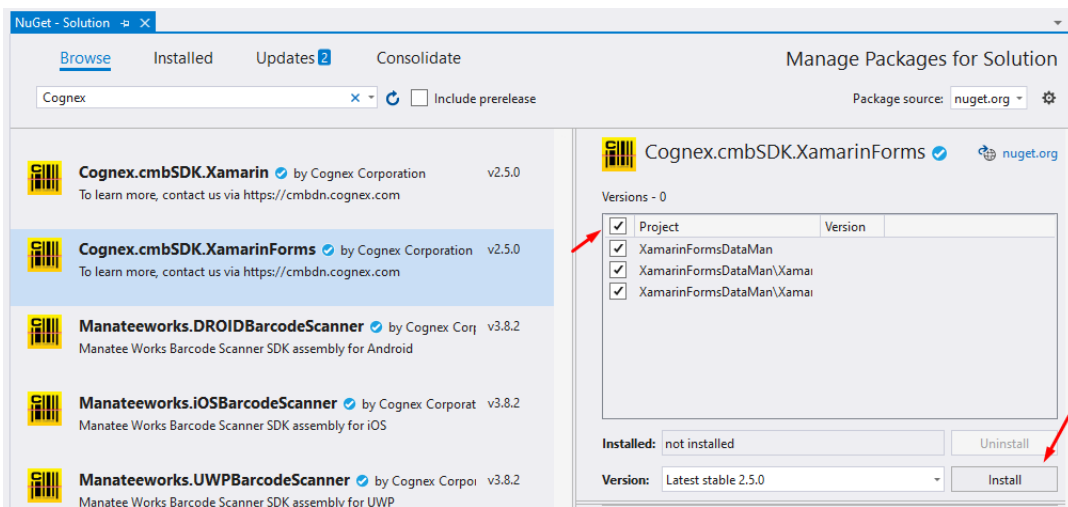 NuGet - Solution
Browse Installed Updates 2 Consolidate
Manage Packages for Solution
Cognex
Include prerelease
Package source: nuget.org
Cognex.cmbSDK.Xamarin by Cognex Corporation v2.5.0
To learn more, contact us via https://cmbdn.cognex.com
Cognex.cmbSDK.XamarinForms by Cognex Corporation v2.5.0
To learn more, contact us via https://cmbdn.cognex.com
Manateeworks.DROIDBarcodeScanner by Cognex Corp v3.8.2
Manatee Works Barcode Scanner SDK assembly for Android
Manateeworks.iOSBarcodeScanner by Cognex Corporat v3.8.2
Manatee Works Barcode Scanner SDK assembly for iOS
Manateeworks.UWPBarcodeScanner by Cognex Corpor v3.8.2
Manatee Works Barcode Scanner SDK assembly for UWP
Cognex.cmbSDK.XamarinForms nuget.org
Versions - 0
Project Version
XamarinFormsDataMan
XamarinFormsDataMan\Xamar
XamarinFormsDataMan\Xamar
Installed: not installed Uninstall
Version: Latest stable 2.5.0 Install